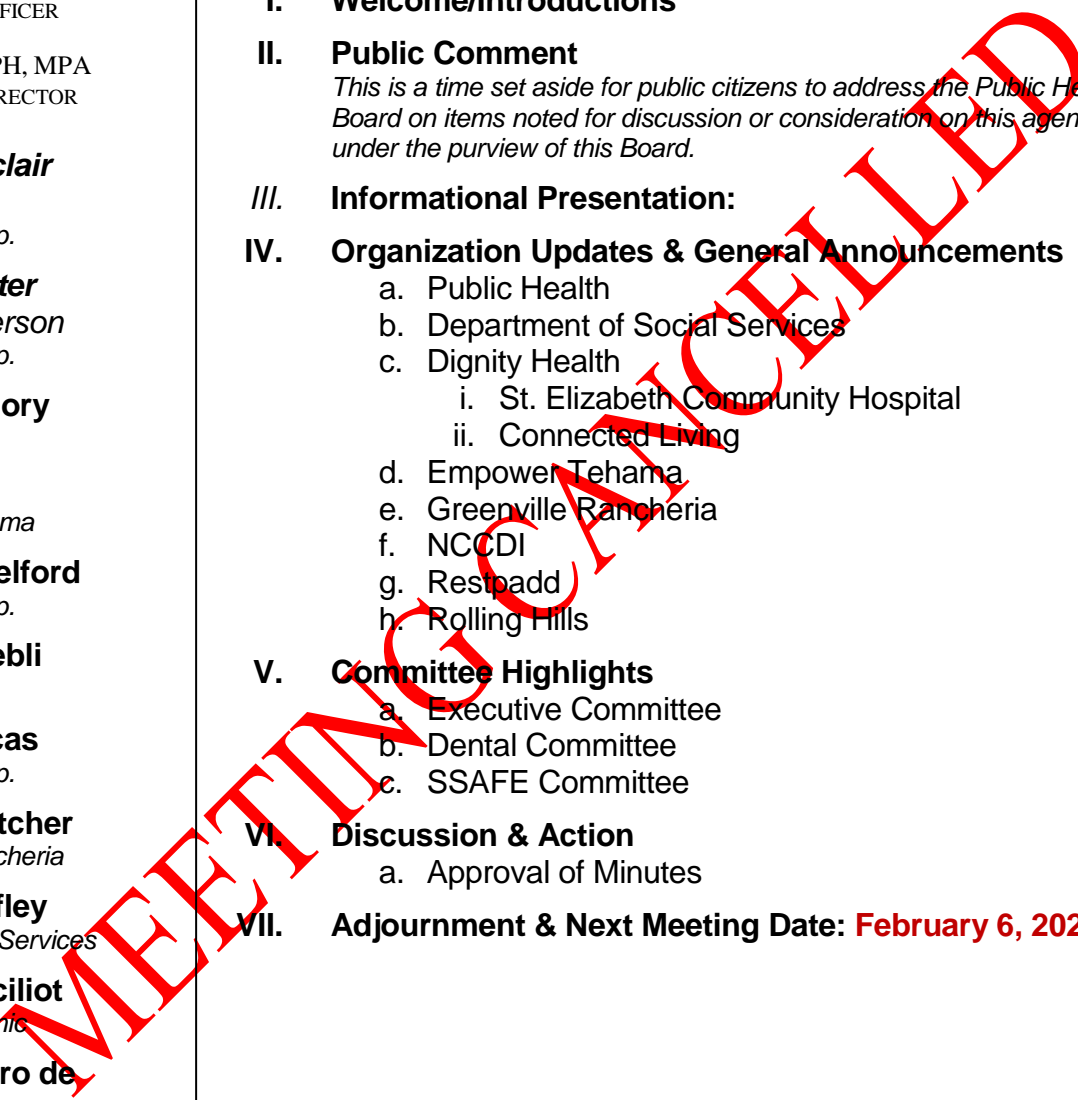 FICER
PH, MPA
RECTOR
clair
p.
ter
erson
p.
ory
ma
elford
p.
ebli
cas
p.
tcher
cheria
fley
Services
ciliot
nic
ro de
I. Welcome/Introductions
II. Public Comment
This is a time set aside for public citizens to address the Public He
Board on items noted for discussion or consideration on this agen
under the purview of this Board.
III. Informational Presentation:
IV. Organization Updates & General Announcements
a. Public Health
b. Department of Social Services
c. Dignity Health
i. St. Elizabeth Community Hospital
ii. Connected Living
d. Empower Tehama
e. Greenville Rancheria
f. NCCDI
g. Restpadd
h. Rolling Hills
V. Committee Highlights
a. Executive Committee
b. Dental Committee
c. SSAFE Committee
VI. Discussion & Action
a. Approval of Minutes
VII. Adjournment & Next Meeting Date: February 6, 202
MEETING CANCELLED